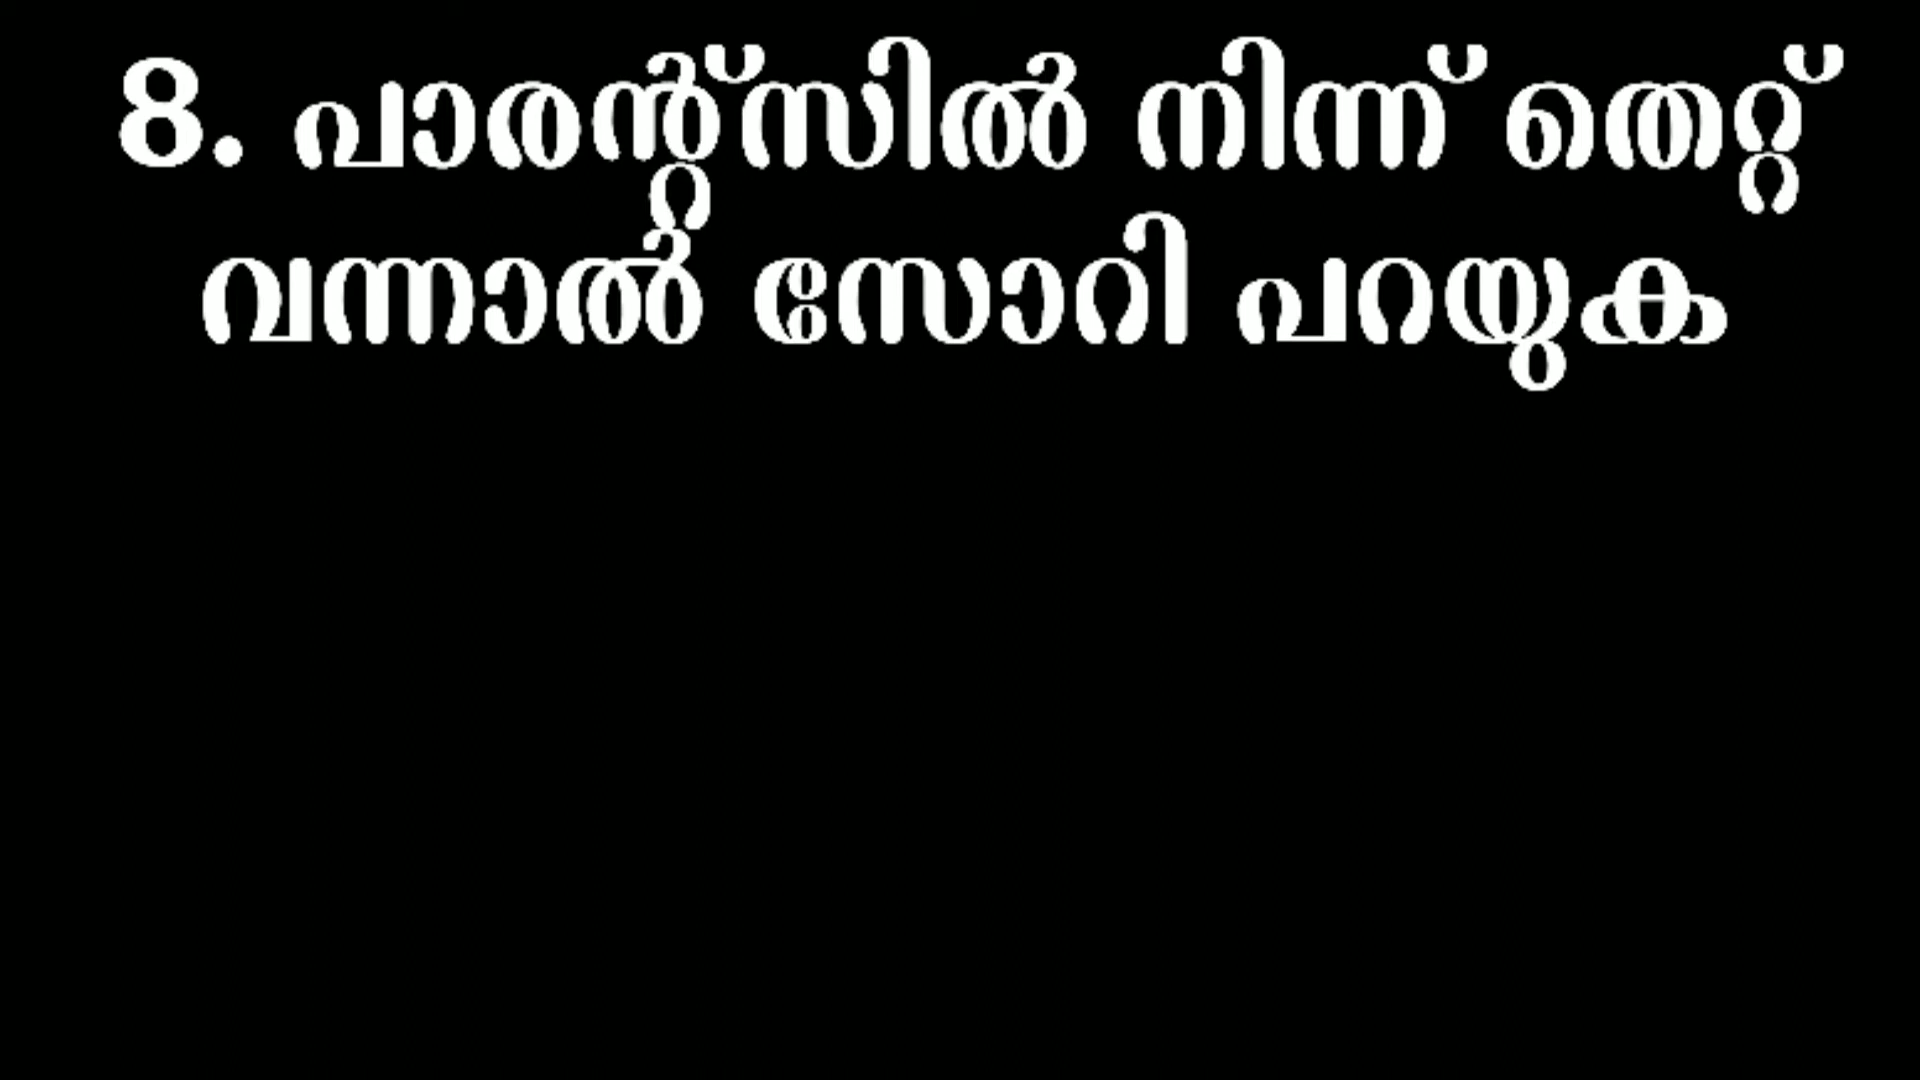 8. പാരന്റ്സിൽ നിന്ന് തെറ്റ്
വന്നാൽ സോറി പറയുക